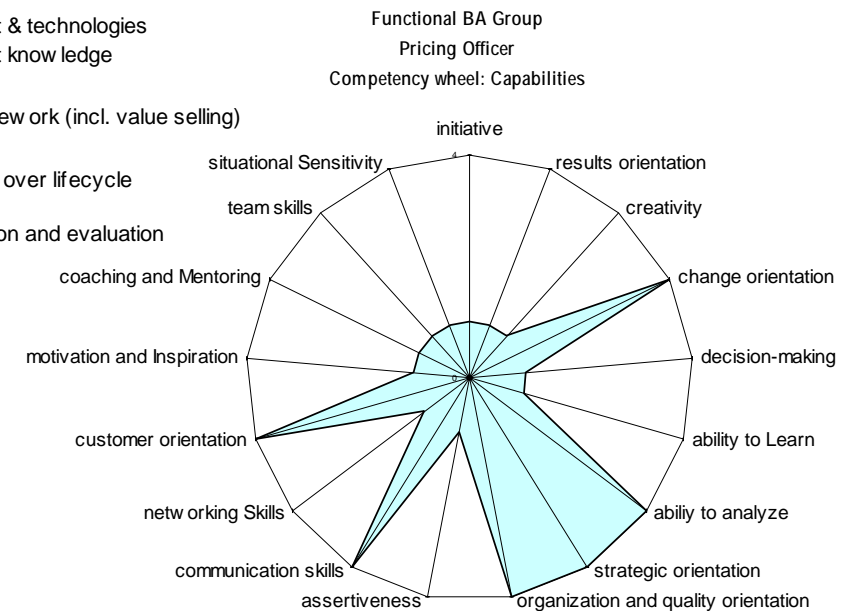 & technologies
know ledge
ew ork (incl. value selling)
over lifecycle
on and evaluation
Functional BA Group
Pricing Officer
Competency wheel: Capabilities
initiative
4
situational Sensitivity
results orientation
team skills
creativity
coaching and Mentoring
change orientation
motivation and Inspiration
decision-making
0
customer orientation
ability to Learn
netw orking Skills
abiliy to analyze
communication skills
strategic orientation
assertiveness
organization and quality orientation